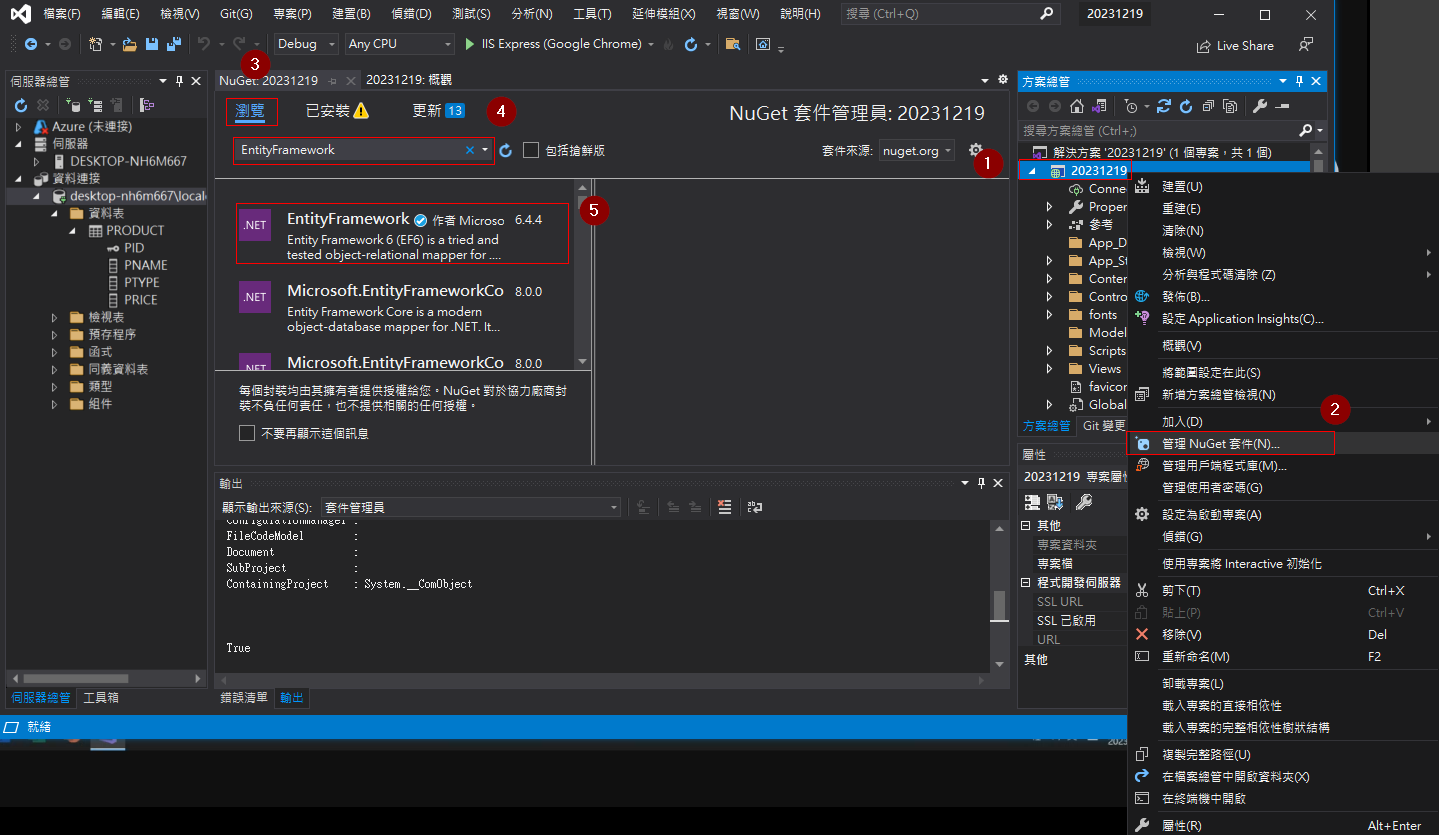 檔案(F) 編輯(E) 檢視(V) Git(G) 專案(P) 建置(B) 偵錯(D) 測試(S) 分析(N) 工具(T) 延伸模組(X) 視窗(W) 說明(H) 搜尋 (Ctrl+Q) 20231219
Debug Any CPU IIS Express (Google Chrome) Live Share
3
伺服器總管
Azure (未連接)
伺服器
DESKTOP-NH6M667
資料連接
desktop-nh6m667\locald
資料表
PRODUCT
PID
PNAME
PTYPE
PRICE
檢視表
預存程序
函式
同義資料表
類型
組件
伺服器總管 工具箱
NuGet: 20231219 20231219: 概觀
瀏覽 已安裝 更新 13 4 NuGet 套件管理員: 20231219
EntityFramework 包括搶鮮版 套件來源: nuget.org
1
5
.NET EntityFramework 作者 Microso 6.4.4
Entity Framework 6 (EF6) is a tried and
tested object-relational mapper for ....
.NET Microsoft.EntityFrameworkCo 8.0.0
Entity Framework Core is a modern
object-database mapper for .NET. It...
.NET Microsoft.EntityFrameworkCo 8.0.0
每個封裝均由其擁有者提供授權給您。NuGet 對於協力廠商封
裝不負任何責任，也不提供相關的任何授權。
不要再顯示這個訊息
輸出
顯示輸出來源(S): 套件管理員
ConfigurationManager :
FileCodeModel :
Document :
SubProject :
ContainingProject : System.__ComObject
True
錯誤清單 輸出
就緒
方案總管
搜尋方案總管 (Ctrl+;)
解決方案 '20231219' (1 個專案，共 1 個)
20231219
Conne
Proper
參考
App_D
App_St
Conten
Contro
fonts
Model
Scripts
Views
favicon
Global
方案總管 Git 變更
屬性
20231219 專案屬性
其他
專案資料夾
專案檔
程式開發伺服器
SSL URL
SSL 已啟用
URL
其他
建置(U)
重建(E)
清除(N)
檢視(W)
分析與程式碼清除 (Z)
發佈(B)...
設定 Application Insights(C)...
概觀(V)
將範圍設定在此(S)
新增方案總管檢視(N)
2
加入(D)
管理 NuGet 套件(N)...
管理用戶端程式庫(M)...
管理使用者密碼(G)
設定為啟動專案(A)
偵錯(G)
使用專案將 Interactive 初始化
剪下(T) Ctrl+X
貼上(P) Ctrl+V
移除(V) Del
重新命名(M) F2
卸載專案(L)
載入專案的直接相依性
載入專案的完整相依性樹狀結構
複製完整路徑(U)
在檔案總管中開啟資料夾(X)
在終端機中開啟
屬性(R) Alt+Enter